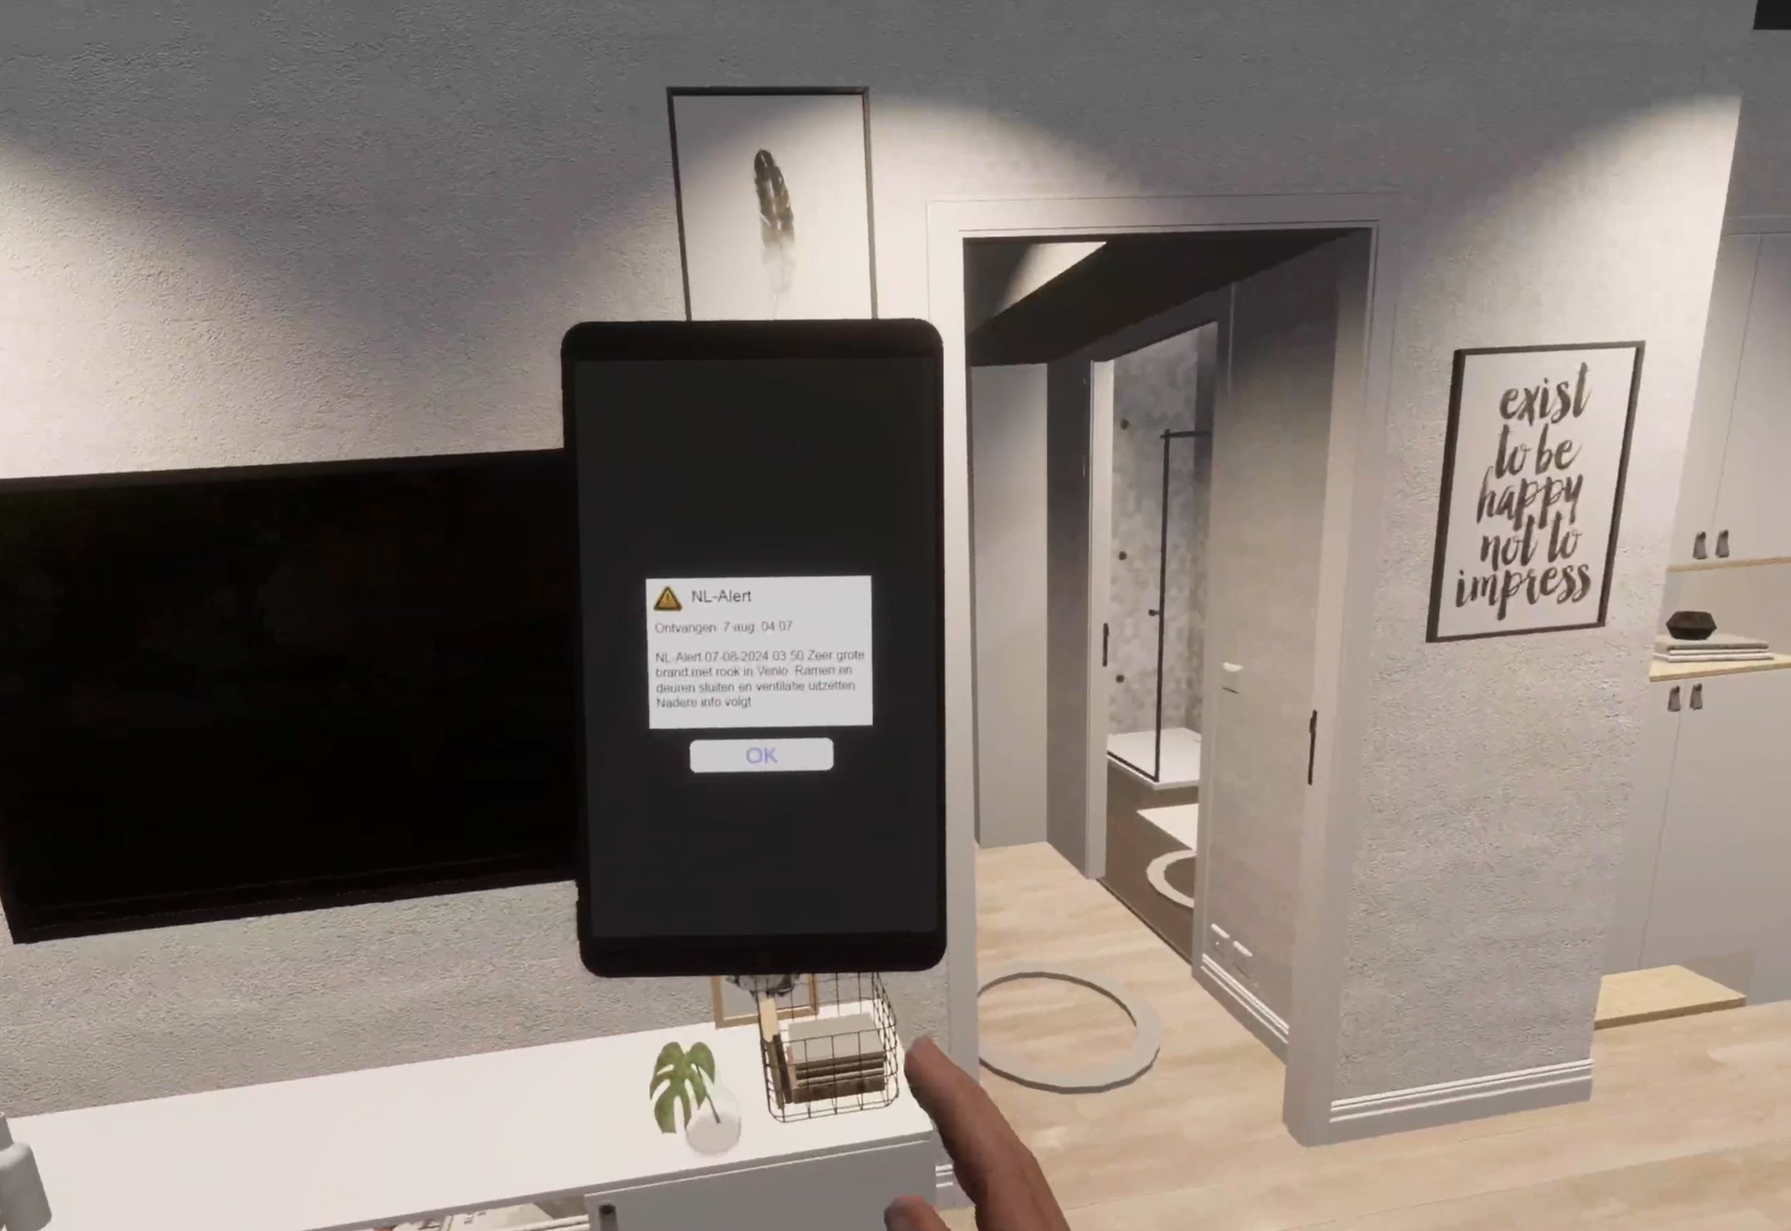 NL-Alert
Ontvangen: 7 aug. 04:07
NL-Alert 07-08-2024 03:50 Zeer grote
brand met rook in Venlo. Ramen en
deuren sluiten en ventilatie uitzetten.
Nadere info volgt.
OK
exist
to be
happy
not to
impress